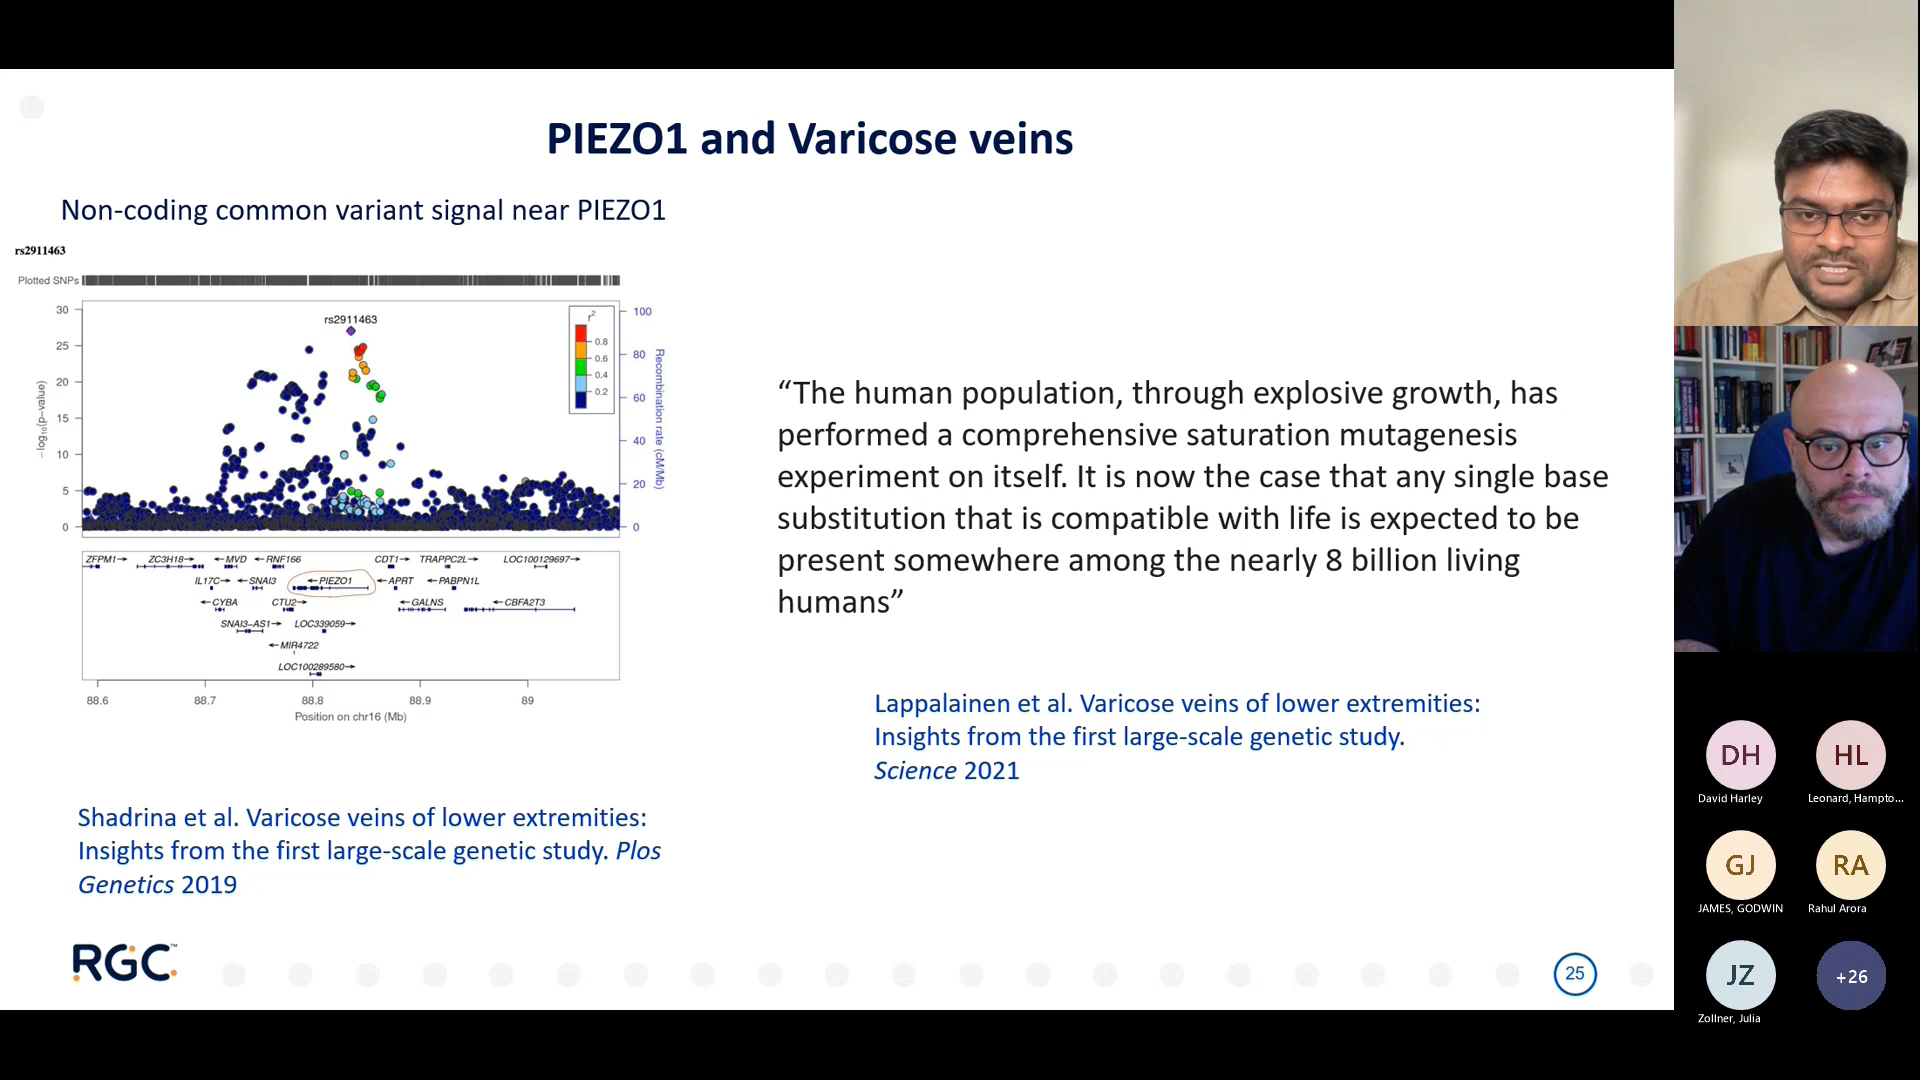 PIEZO1 and Varicose veins
Non-coding common variant signal near PIEZO1
rs2911463
Plotted SNPs
rs2911463
r2
0.8
0.6
0.4
0.2
30
25
20
15
10
5
0
−log10(p−value)
100
80
60
40
20
0
Recombination rate (cM/Mb)
ZFPM1→ ZC3H18→ ←MVD ←RNF166 CDT1→ TRAPPC2L→ LOC100129697→
IL17C→ ←SNAI3 ←PIEZO1 ←APRT ←PABPN1L
←CYBA CTU2→ ←GALNS ←CBFA2T3
SNAI3−AS1→ LOC339059→
←MIR4722
LOC100289580→
88.6 88.7 88.8 88.9 89
Position on chr16 (Mb)
“The human population, through explosive growth, has
performed a comprehensive saturation mutagenesis
experiment on itself. It is now the case that any single base
substitution that is compatible with life is expected to be
present somewhere among the nearly 8 billion living
humans”
Lappalainen et al. Varicose veins of lower extremities:
Insights from the first large-scale genetic study.
Science 2021
Shadrina et al. Varicose veins of lower extremities:
Insights from the first large-scale genetic study. Plos
Genetics 2019
RGC™
25
DH
David Harley
HL
Leonard, Hampto...
GJ
JAMES, GODWIN
RA
Rahul Arora
JZ
Zollner, Julia
+26